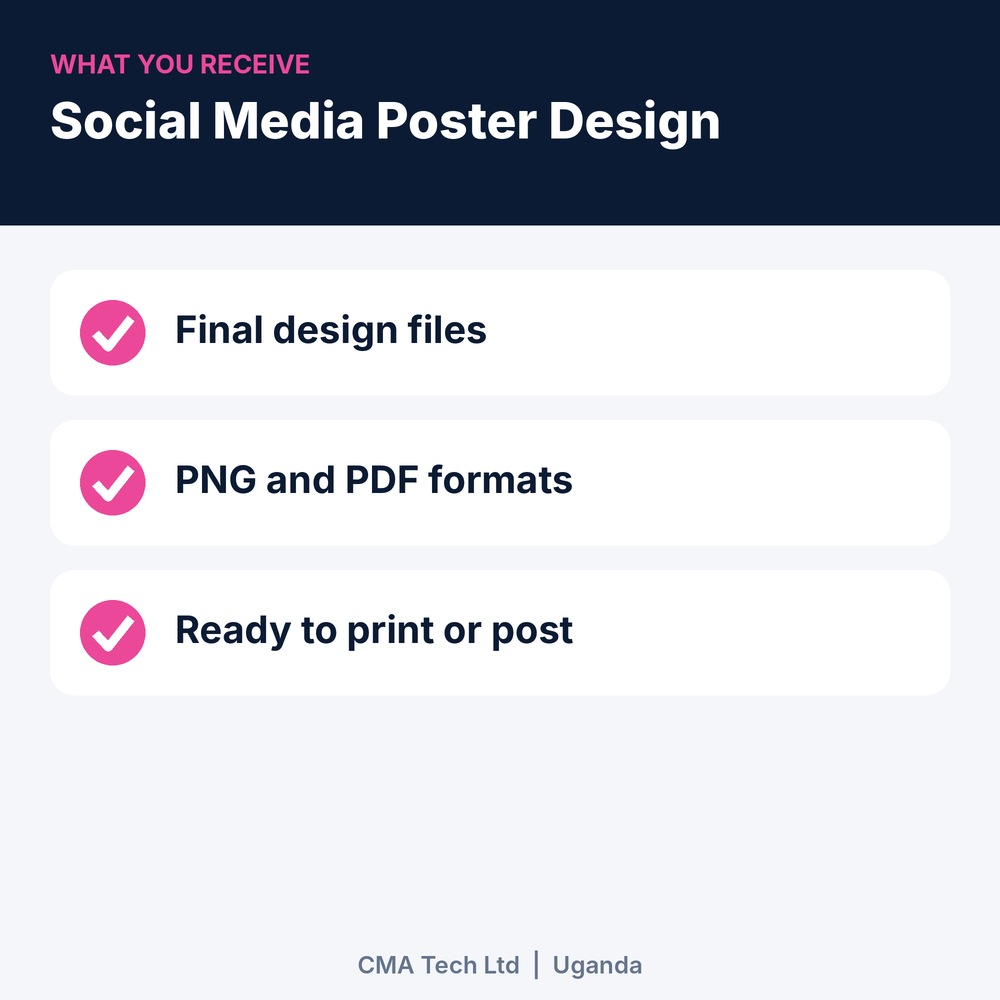 WHAT YOU RECEIVE
Social Media Poster Design
Final design files
PNG and PDF formats
Ready to print or post
CMA Tech Ltd | Uganda